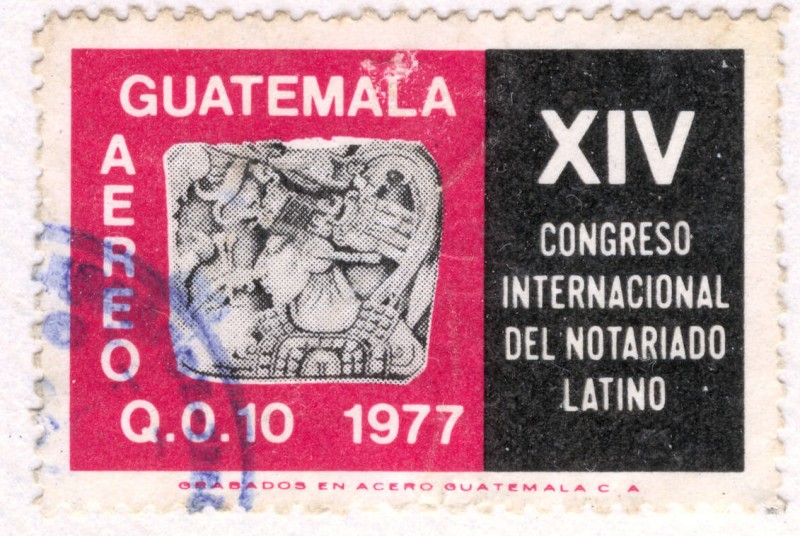 GUATEMALA
AEREO
Q.0.10 1977
XIV
CONGRESO
INTERNACIONAL
DEL NOTARIADO
LATINO
GRABADOS EN ACERO GUATEMALA C. A